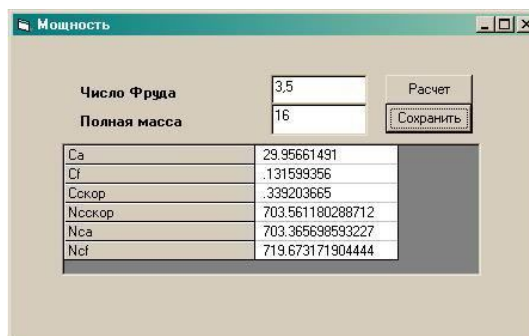 Мощность
Число Фруда 3,5 Расчет
Полная масса 16 Сохранить
Ca 29.95661491
Cf .131599356
Cскор .339203665
Ncскор 703.561180288712
Nca 703.365698593227
Ncf 719.673171904444